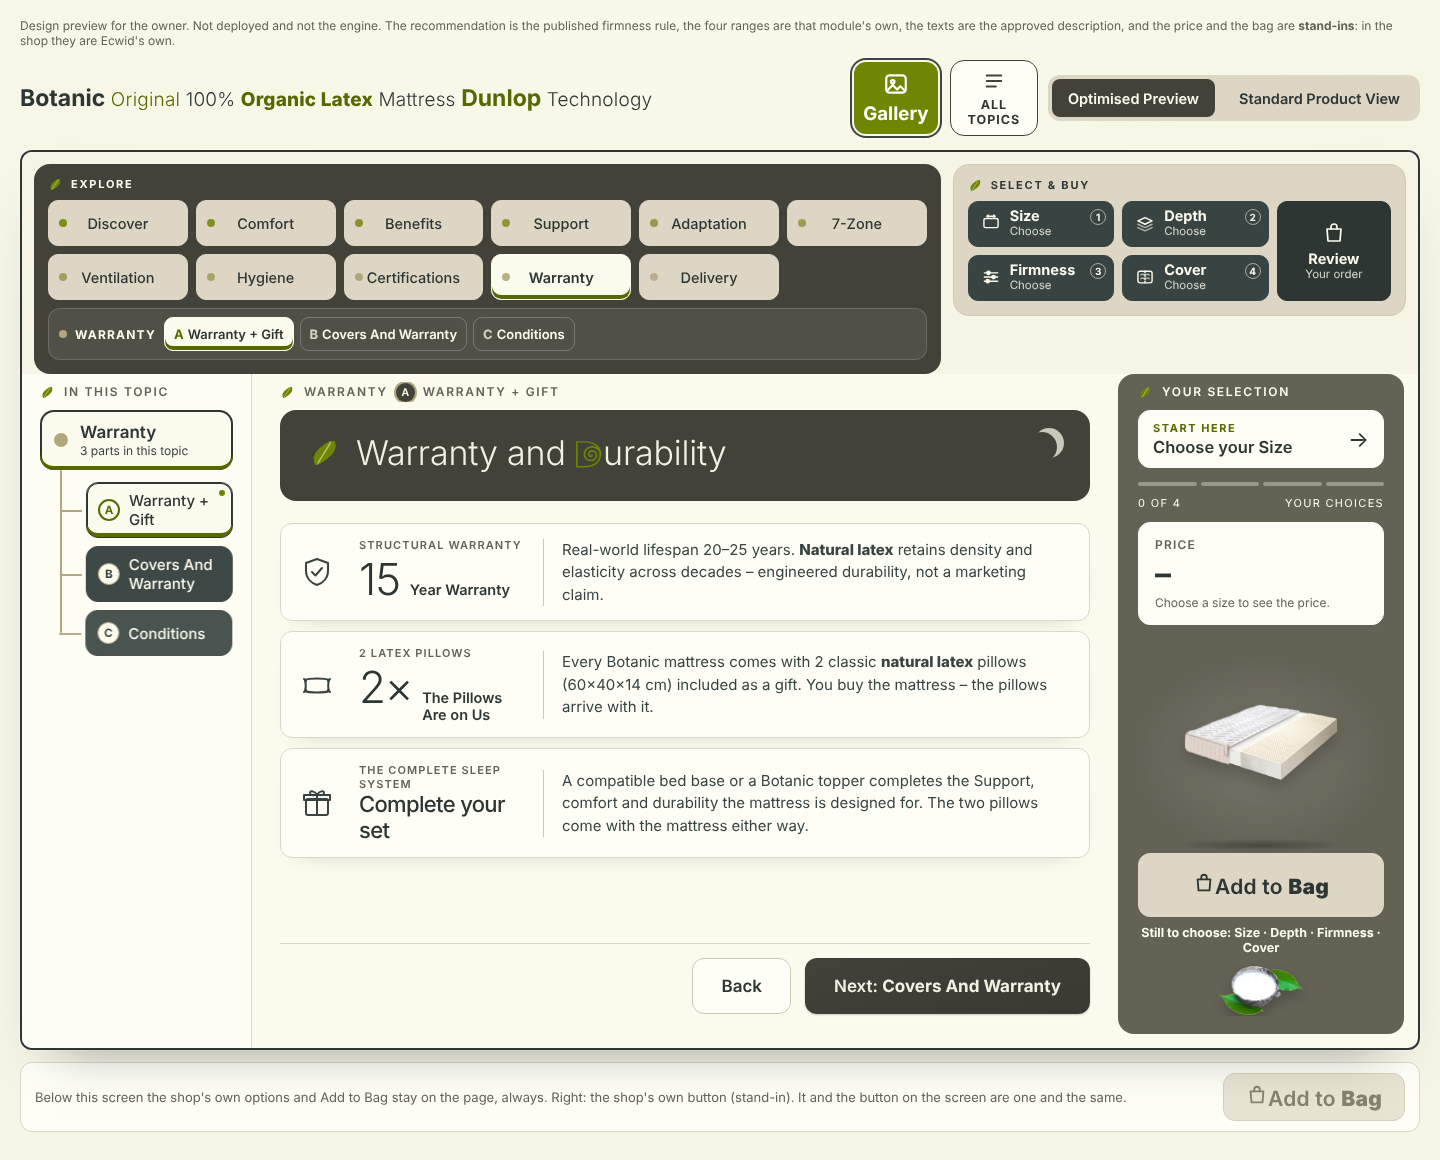 Design preview for the owner. Not deployed and not the engine. The recommendation is the published firmness rule, the four ranges are that module's own, the texts are the approved description, and the price and the bag are stand-ins: in the
shop they are Ecwid's own.
Botanic Original 100% Organic Latex Mattress Dunlop Technology
Gallery
ALL
TOPICS
Optimised Preview
Standard Product View
EXPLORE
Discover
Comfort
Benefits
Support
Adaptation
7-Zone
Ventilation
Hygiene
Certifications
Warranty
Delivery
WARRANTY
A Warranty + Gift
B Covers And Warranty
C Conditions
SELECT & BUY
Size
Choose
1
Depth
Choose
2
Firmness
Choose
3
Cover
Choose
4
Review
Your order
IN THIS TOPIC
Warranty
3 parts in this topic
A
Warranty +
Gift
B
Covers And
Warranty
C
Conditions
WARRANTY A WARRANTY + GIFT
Warranty and Durability
STRUCTURAL WARRANTY
15 Year Warranty
Real-world lifespan 20–25 years. Natural latex retains density and
elasticity across decades – engineered durability, not a marketing
claim.
2 LATEX PILLOWS
2× The Pillows
Are on Us
Every Botanic mattress comes with 2 classic natural latex pillows
(60×40×14 cm) included as a gift. You buy the mattress – the pillows
arrive with it.
THE COMPLETE SLEEP
SYSTEM
Complete your
set
A compatible bed base or a Botanic topper completes the Support,
comfort and durability the mattress is designed for. The two pillows
come with the mattress either way.
Back
Next: Covers And Warranty
YOUR SELECTION
START HERE
Choose your Size
0 OF 4
YOUR CHOICES
PRICE
–
Choose a size to see the price.
Add to Bag
Still to choose: Size · Depth · Firmness ·
Cover
Below this screen the shop's own options and Add to Bag stay on the page, always. Right: the shop's own button (stand-in). It and the button on the screen are one and the same.
Add to Bag